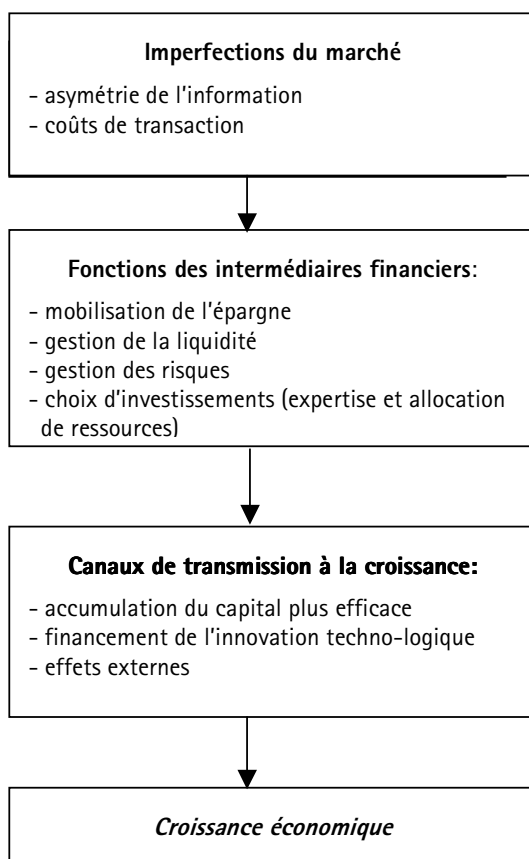 Imperfections du marché
- asymétrie de l'information
- coûts de transaction
Fonctions des intermédiaires financiers:
- mobilisation de l'épargne
- gestion de la liquidité
- gestion des risques
- choix d'investissements (expertise et allocation
de ressources)
Canaux de transmission à la croissance:
- accumulation du capital plus efficace
- financement de l'innovation techno-logique
- effets externes
Croissance économique